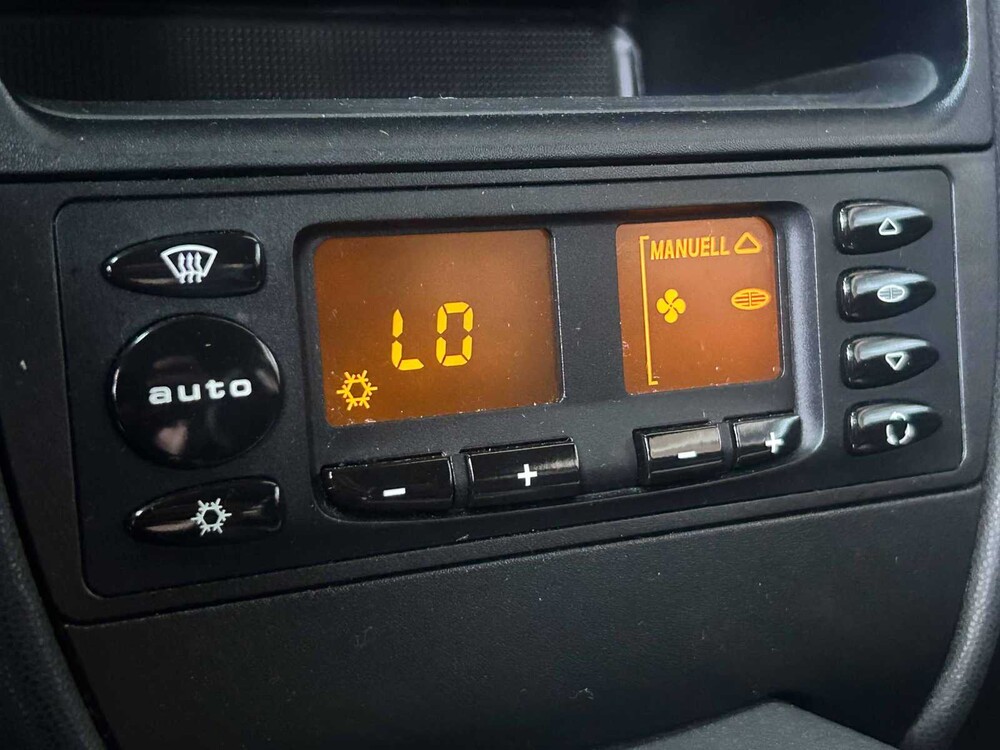 MANUELL
LO
auto
- +
- +